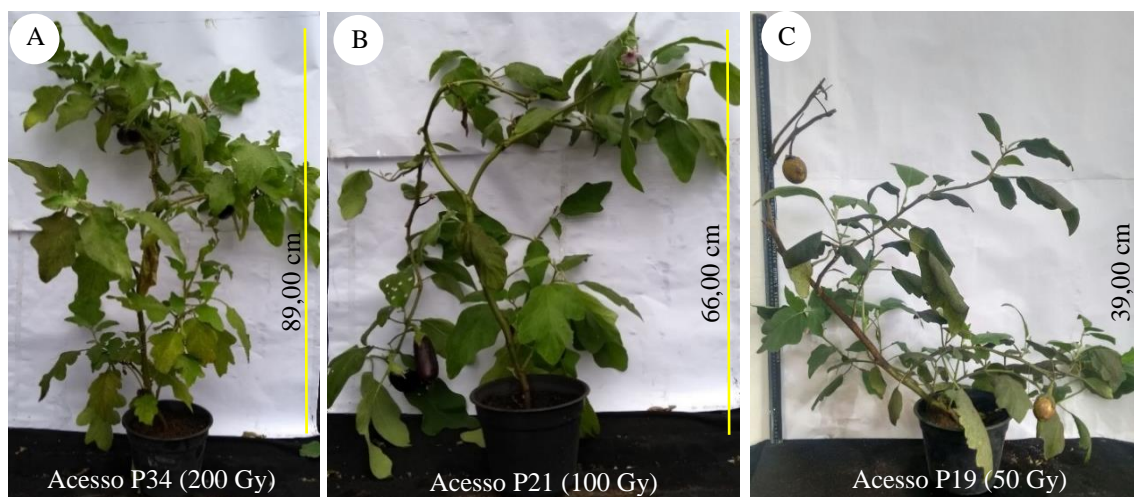 A
89,00 cm
Acesso P34 (200 Gy)
B
66,00 cm
Acesso P21 (100 Gy)
C
39,00 cm
Acesso P19 (50 Gy)